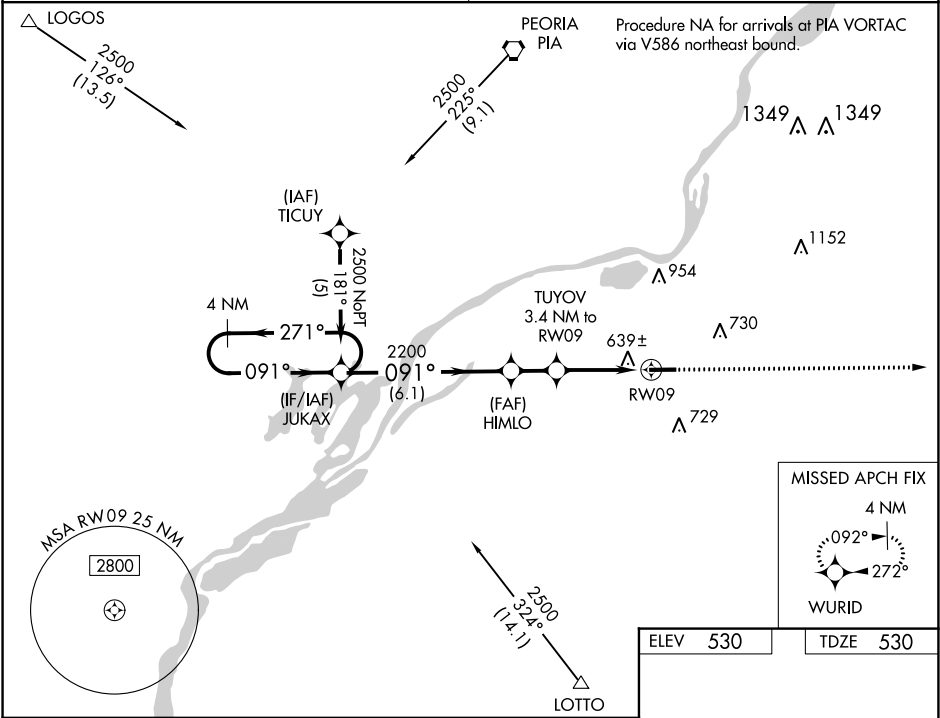 LOGOS
2500
126°
(13.5)
PEORIA
PIA
2500
225°
(9.1)
Procedure NA for arrivals at PIA VORTAC
via V586 northeast bound.
1349
1349
(IAF)
TICUY
2500 NoPT
181°
(5)
1152
954
TUYOV
3.4 NM to
RW09
4 NM
271°
730
639±
2200
091°
091°
(6.1)
(IF/IAF)
JUKAX
(FAF)
HIMLO
RW09
729
MISSED APCH FIX
4 NM
092°
272°
WURID
MSA RW09 25 NM
2800
2500
324°
(14.1)
LOTTO
ELEV 530
TDZE 530